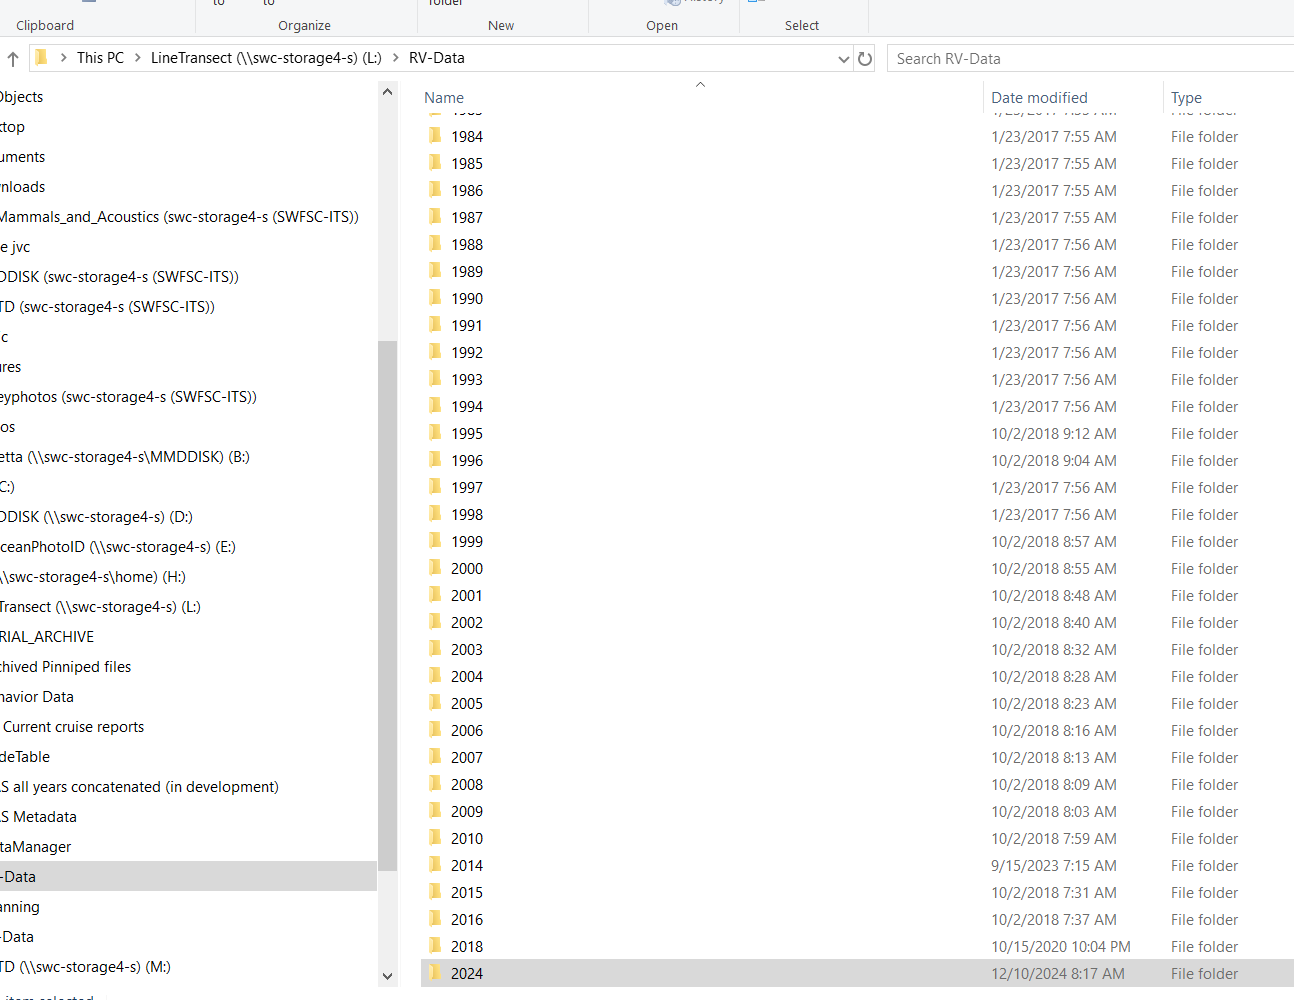 to to folder History
Clipboard Organize New Open Select
This PC > LineTransect (\\swc-storage4-s) (L:) > RV-Data
Search RV-Data
Objects
ktop
uments
nloads
Mammals_and_Acoustics (swc-storage4-s (SWFSC-ITS))
e jvc
DDISK (swc-storage4-s (SWFSC-ITS))
TD (swc-storage4-s (SWFSC-ITS))
c
ures
eyphotos (swc-storage4-s (SWFSC-ITS))
os
etta (\\swc-storage4-s\MMDDISK) (B:)
C:)
DDISK (\\swc-storage4-s) (D:)
ceanPhotoID (\\swc-storage4-s) (E:)
\\swc-storage4-s\home) (H:)
Transect (\\swc-storage4-s) (L:)
RIAL_ARCHIVE
chived Pinniped files
havior Data
Current cruise reports
deTable
S all years concatenated (in development)
S Metadata
taManager
-Data
anning
-Data
TD (\\swc-storage4-s) (M:)
item selected
Name Date modified Type
1983 1/23/2017 7:55 AM File folder
1984 1/23/2017 7:55 AM File folder
1985 1/23/2017 7:55 AM File folder
1986 1/23/2017 7:55 AM File folder
1987 1/23/2017 7:55 AM File folder
1988 1/23/2017 7:56 AM File folder
1989 1/23/2017 7:56 AM File folder
1990 1/23/2017 7:56 AM File folder
1991 1/23/2017 7:56 AM File folder
1992 1/23/2017 7:56 AM File folder
1993 1/23/2017 7:56 AM File folder
1994 1/23/2017 7:56 AM File folder
1995 10/2/2018 9:12 AM File folder
1996 10/2/2018 9:04 AM File folder
1997 1/23/2017 7:56 AM File folder
1998 1/23/2017 7:56 AM File folder
1999 10/2/2018 8:57 AM File folder
2000 10/2/2018 8:55 AM File folder
2001 10/2/2018 8:48 AM File folder
2002 10/2/2018 8:40 AM File folder
2003 10/2/2018 8:32 AM File folder
2004 10/2/2018 8:28 AM File folder
2005 10/2/2018 8:23 AM File folder
2006 10/2/2018 8:16 AM File folder
2007 10/2/2018 8:13 AM File folder
2008 10/2/2018 8:09 AM File folder
2009 10/2/2018 8:03 AM File folder
2010 10/2/2018 7:59 AM File folder
2014 9/15/2023 7:15 AM File folder
2015 10/2/2018 7:31 AM File folder
2016 10/2/2018 7:37 AM File folder
2018 10/15/2020 10:04 PM File folder
2024 12/10/2024 8:17 AM File folder